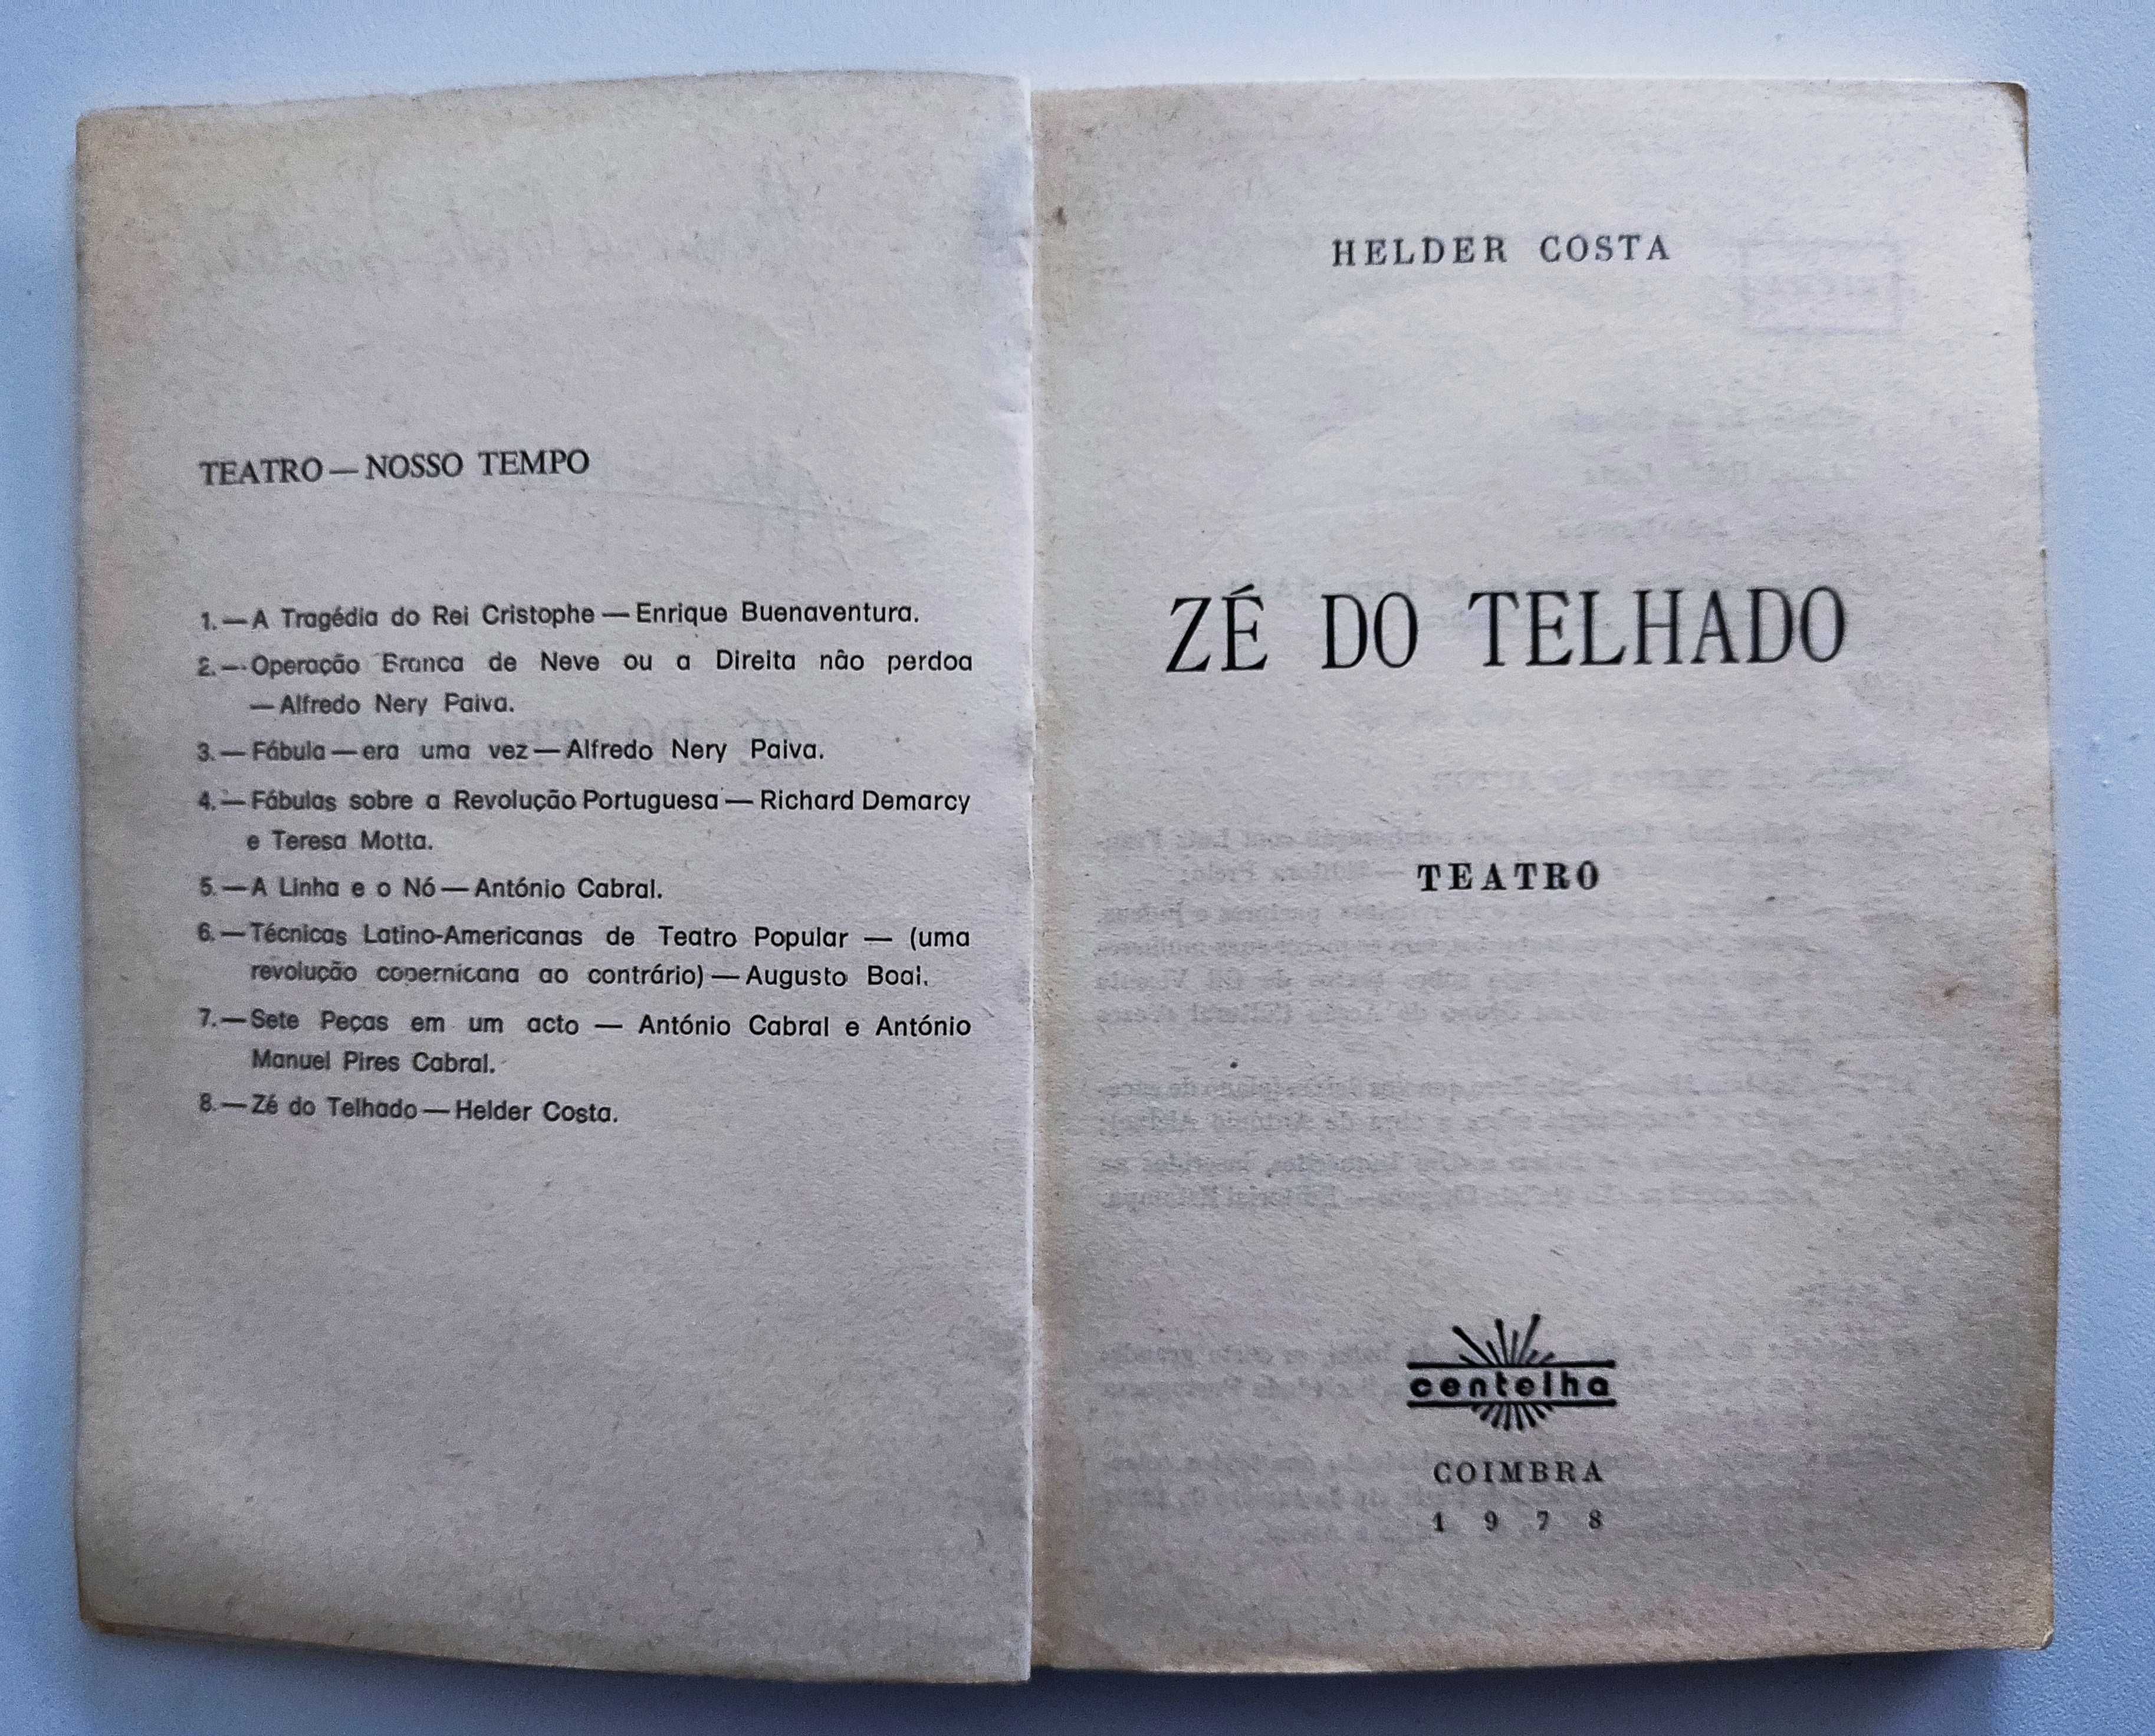 TEATRO — NOSSO TEMPO
1. — A Tragédia do Rei Cristophe — Enrique Buenaventura.
2. — Operação Branca de Neve ou a Direita não perdoa
— Alfredo Nery Paiva.
3. — Fábula — era uma vez — Alfredo Nery Paiva.
4. — Fábulas sobre a Revolução Portuguesa — Richard Demarcy
e Teresa Motta.
5. — A Linha e o Nó — António Cabral.
6. — Técnicas Latino-Americanas de Teatro Popular — (uma
revolução copernicana ao contrário) — Augusto Boal.
7. — Sete Peças em um acto — António Cabral e António
Manuel Pires Cabral.
8. — Zé do Telhado — Helder Costa.
HELDER COSTA
ZÉ DO TELHADO
TEATRO
centelha
COIMBRA
1978